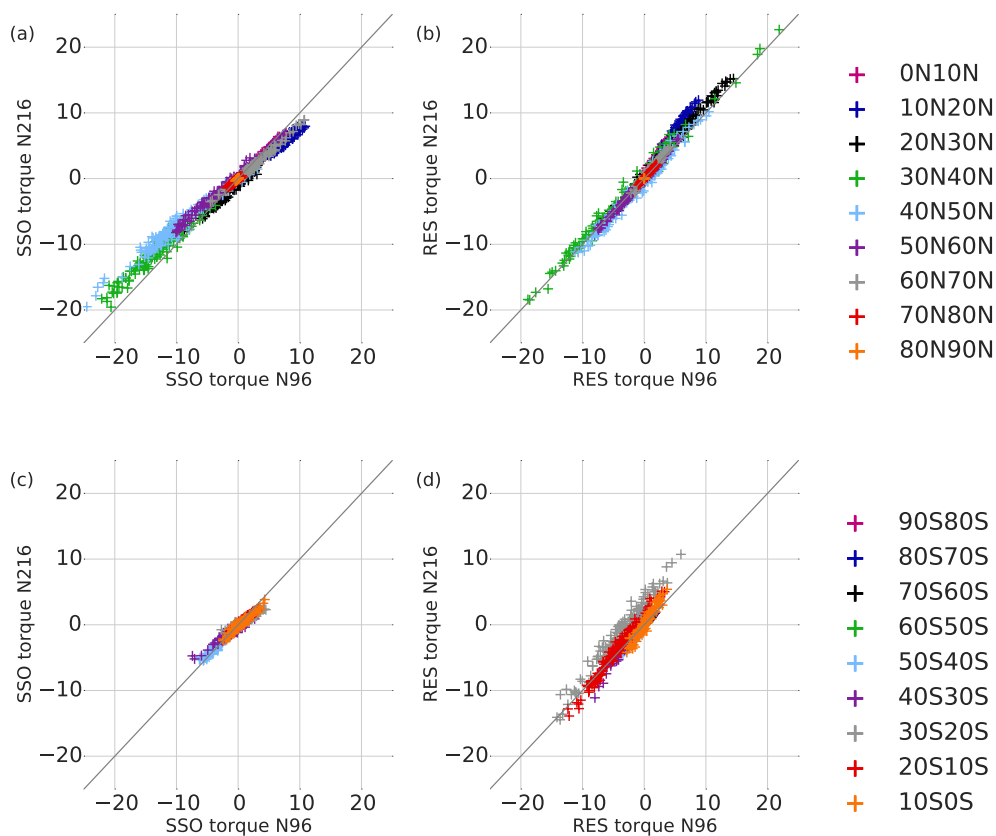 (a)
20
10
0
−10
−20
−20 −10 0 10 20
SSO torque N96
SSO torque N216
(b)
20
10
0
−10
−20
−20 −10 0 10 20
RES torque N96
RES torque N216
0N10N
10N20N
20N30N
30N40N
40N50N
50N60N
60N70N
70N80N
80N90N
(c)
20
10
0
−10
−20
−20 −10 0 10 20
SSO torque N96
SSO torque N216
(d)
20
10
0
−10
−20
−20 −10 0 10 20
RES torque N96
RES torque N216
90S80S
80S70S
70S60S
60S50S
50S40S
40S30S
30S20S
20S10S
10S0S